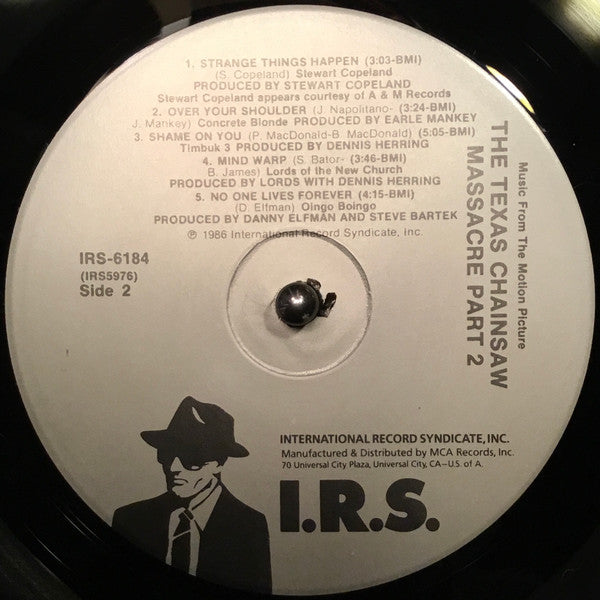 1. STRANGE THINGS HAPPEN (3:03-BMI)
(S. Copeland) Stewart Copeland
PRODUCED BY STEWART COPELAND
Stewart Copeland appears courtesy of A & M Records
2. OVER YOUR SHOULDER (J. Napolitano- (3:24-BMI)
J. Mankey) Concrete Blonde PRODUCED BY EARLE MANKEY
3. SHAME ON YOU (P. MacDonald-B. MacDonald) (5:05-BMI)
Timbuk 3 PRODUCED BY DENNIS HERRING
4. MIND WARP (S. Bator- (3:46-BMI)
B. James) Lords of the New Church
PRODUCED BY LORDS WITH DENNIS HERRING
5. NO ONE LIVES FOREVER (4:15-BMI)
(D. Elfman) Oingo Boingo
PRODUCED BY DANNY ELFMAN AND STEVE BARTEK
℗ 1986 International Record Syndicate, Inc.
Music From The Motion Picture
THE TEXAS CHAINSAW
MASSACRE PART 2
IRS-6184
(IRS5976)
Side 2
INTERNATIONAL RECORD SYNDICATE, INC.
Manufactured & Distributed by MCA Records, Inc.
70 Universal City Plaza, Universal City, CA-U.S. of A.
I.R.S.